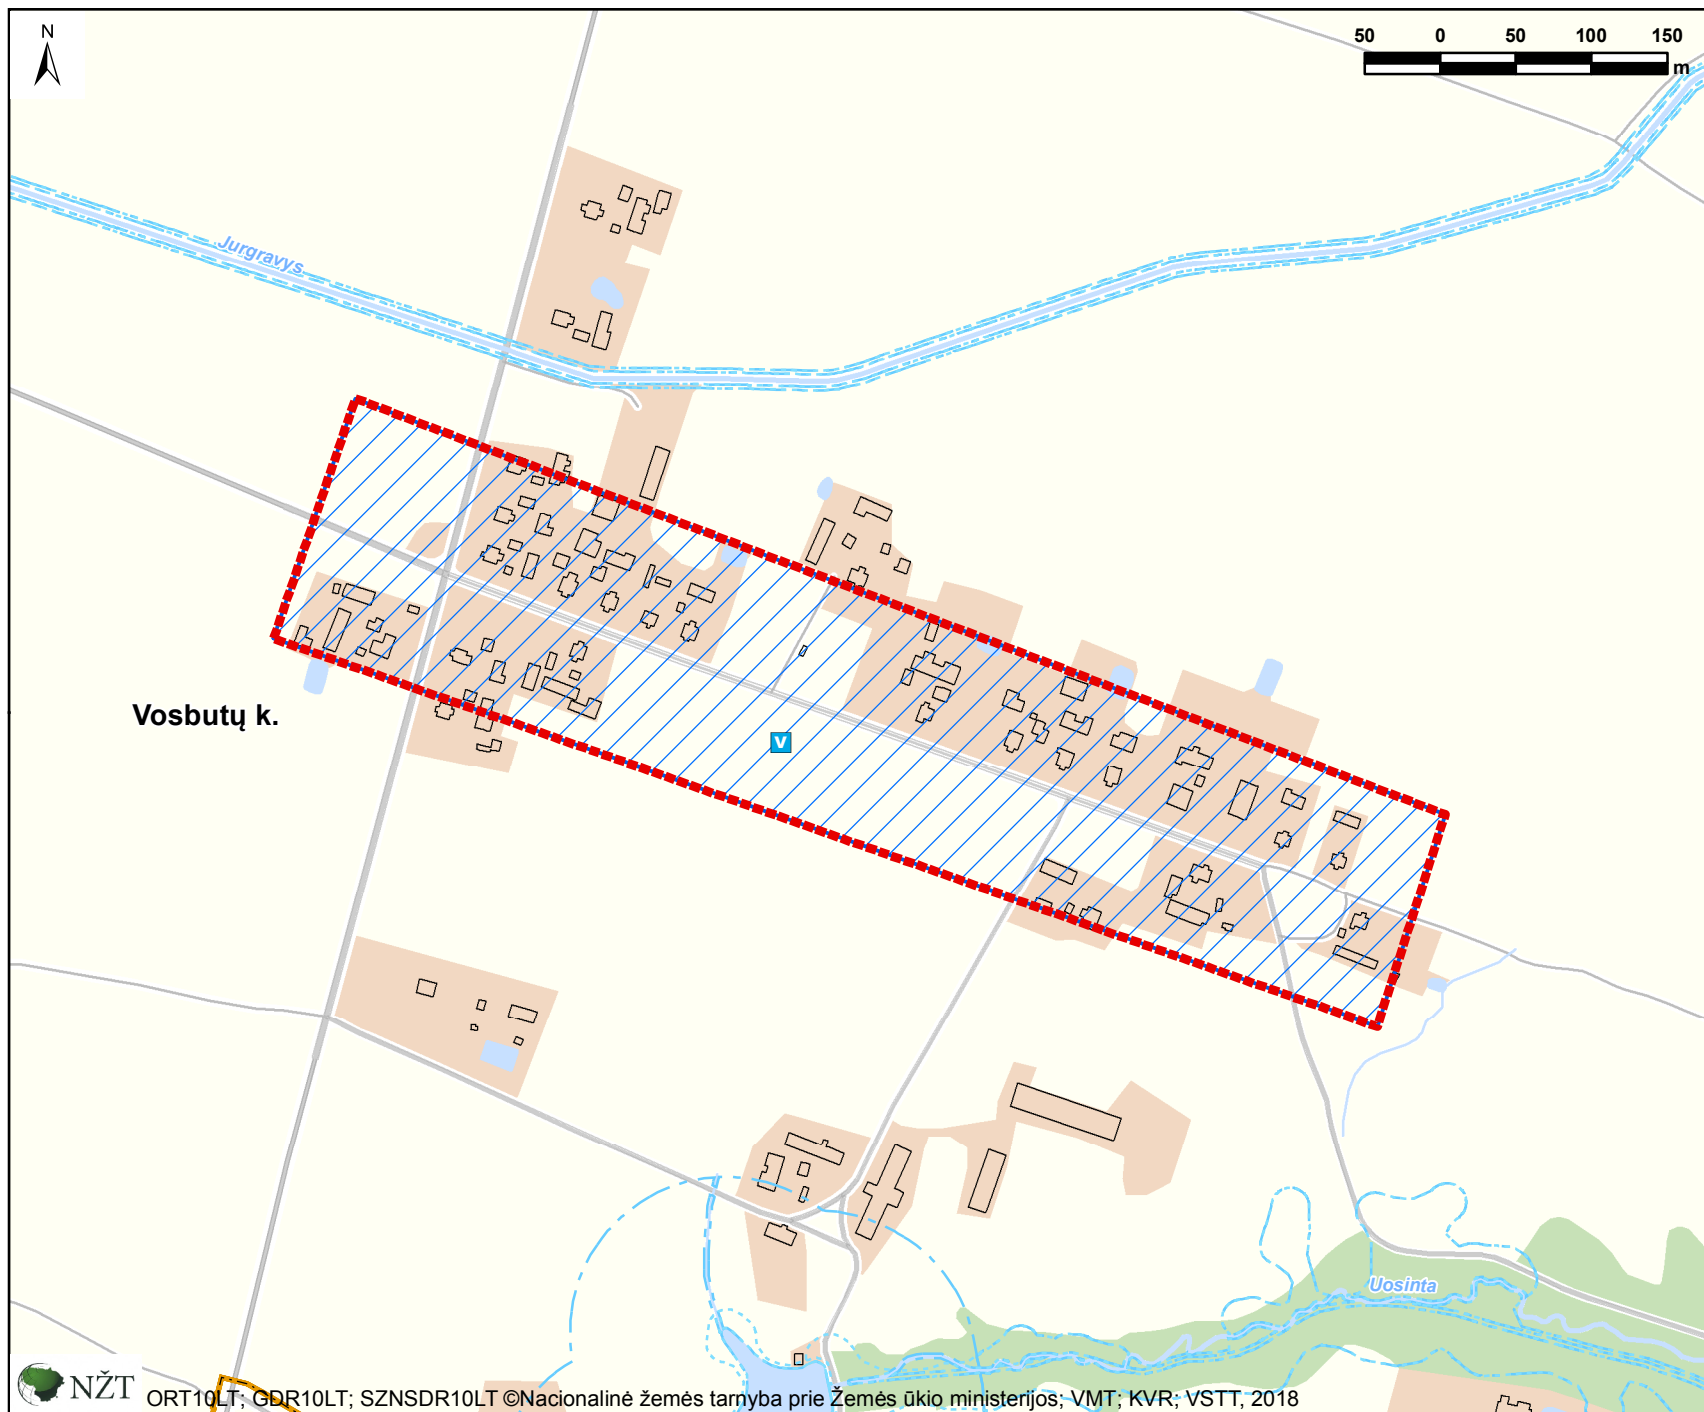 N
50 0 50 100 150
m
Jurgravys
Vosbutų k.
V
Uosinta
NŽT
ORT10LT; GDR10LT; SZNSDR10LT ©Nacionalinė žemės tarnyba prie Žemės ūkio ministerijos; VMT; KVR; VSTT, 2018